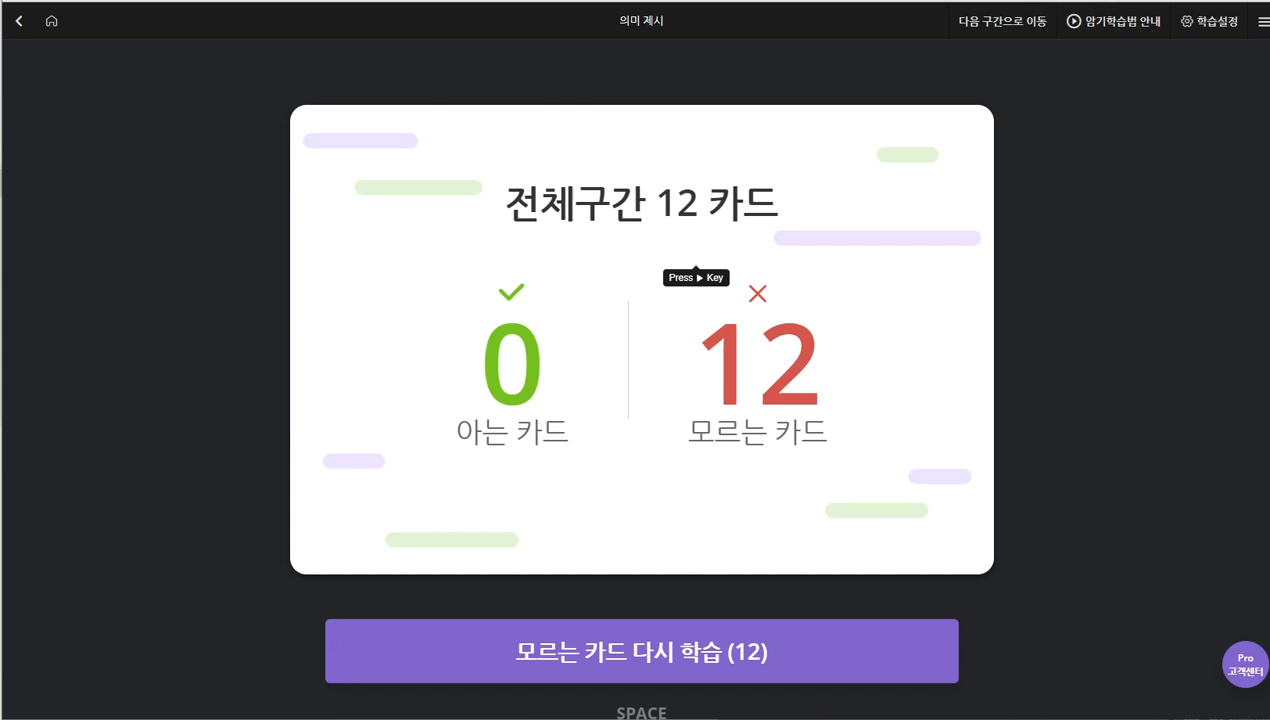 의미 제시
다음 구간으로 이동
암기학습법 안내
학습설정
전체구간 12 카드
Press ▶ Key
0
12
아는 카드
모르는 카드
모르는 카드 다시 학습 (12)
Pro
고객센터
SPACE